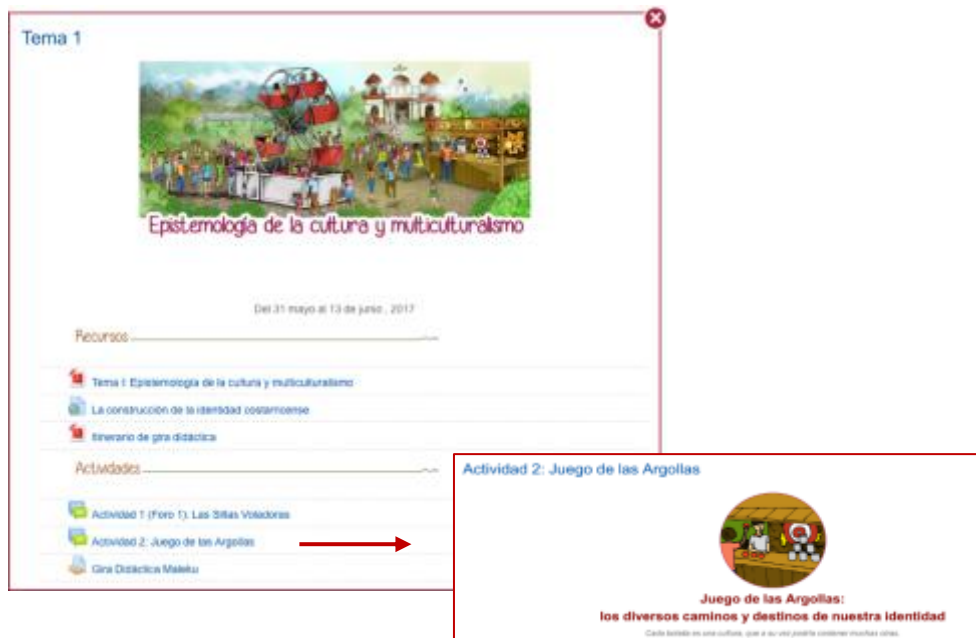 Tema 1
Epistemología de la cultura y multiculturalismo
Del 31 mayo al 13 de junio , 2017
Recursos
Tema I: Epistemología de la cultura y multiculturalismo
La construcción de la identidad costarricense
Itinerario de gira didáctica
Actividades
Actividad 1 (Foro 1): Las Sillas Voladoras
Actividad 2: Juego de las Argollas
Gira Didáctica Maleku
Actividad 2: Juego de las Argollas
Juego de las Argollas:
los diversos caminos y destinos de nuestra identidad
Cada botella es una cultura, que a su vez podría contener muchas otras.